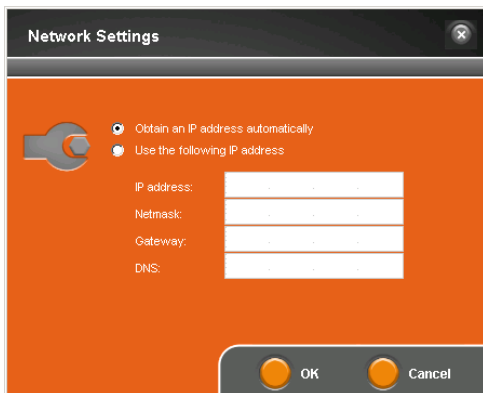 Network Settings
Obtain an IP address automatically
Use the following IP address
IP address:
Netmask:
Gateway:
DNS:
OK Cancel